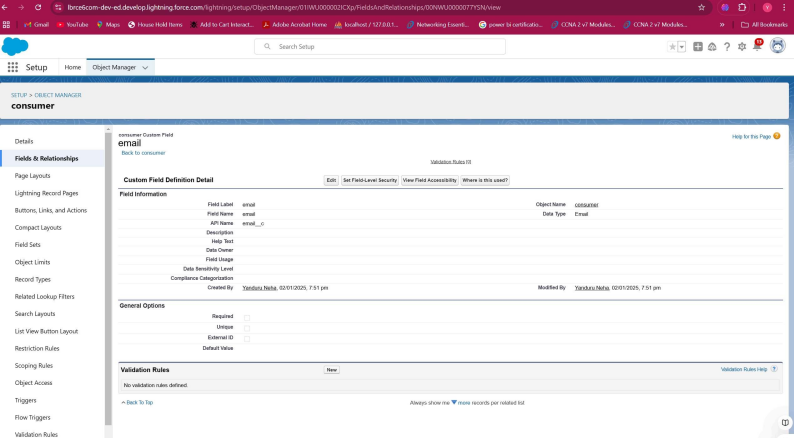 lbrce6com-dev-ed.develop.lightning.force.com/lightning/setup/ObjectManager/01IWU000002ICXp/FieldsAndRelationships/00NWU0000077YSN/view
Gmail YouTube Maps House Hold Items Add to Cart Interact... Adobe Acrobat Home localhost / 127.0.0.1... Networking Essenti... power bi certificatio... CCNA 2 v7 Modules... CCNA 2 v7 Modules... » All Bookmarks
Search Setup
Setup Home Object Manager
SETUP > OBJECT MANAGER
consumer
Details
Fields & Relationships
Page Layouts
Lightning Record Pages
Buttons, Links, and Actions
Compact Layouts
Field Sets
Object Limits
Record Types
Related Lookup Filters
Search Layouts
List View Button Layout
Restriction Rules
Scoping Rules
Object Access
Triggers
Flow Triggers
Validation Rules
consumer Custom Field
email
Back to consumer
Help for this Page
Validation Rules [0]
Custom Field Definition Detail Edit Set Field-Level Security View Field Accessibility Where is this used?
Field Information
Field Label email Object Name consumer
Field Name email Data Type Email
API Name email__c
Description
Help Text
Data Owner
Field Usage
Data Sensitivity Level
Compliance Categorization
Created By Yanduru Neha, 02/01/2025, 7:51 pm Modified By Yanduru Neha, 02/01/2025, 7:51 pm
General Options
Required
Unique
External ID
Default Value
Validation Rules New Validation Rules Help ?
No validation rules defined.
^ Back To Top Always show me more records per related list